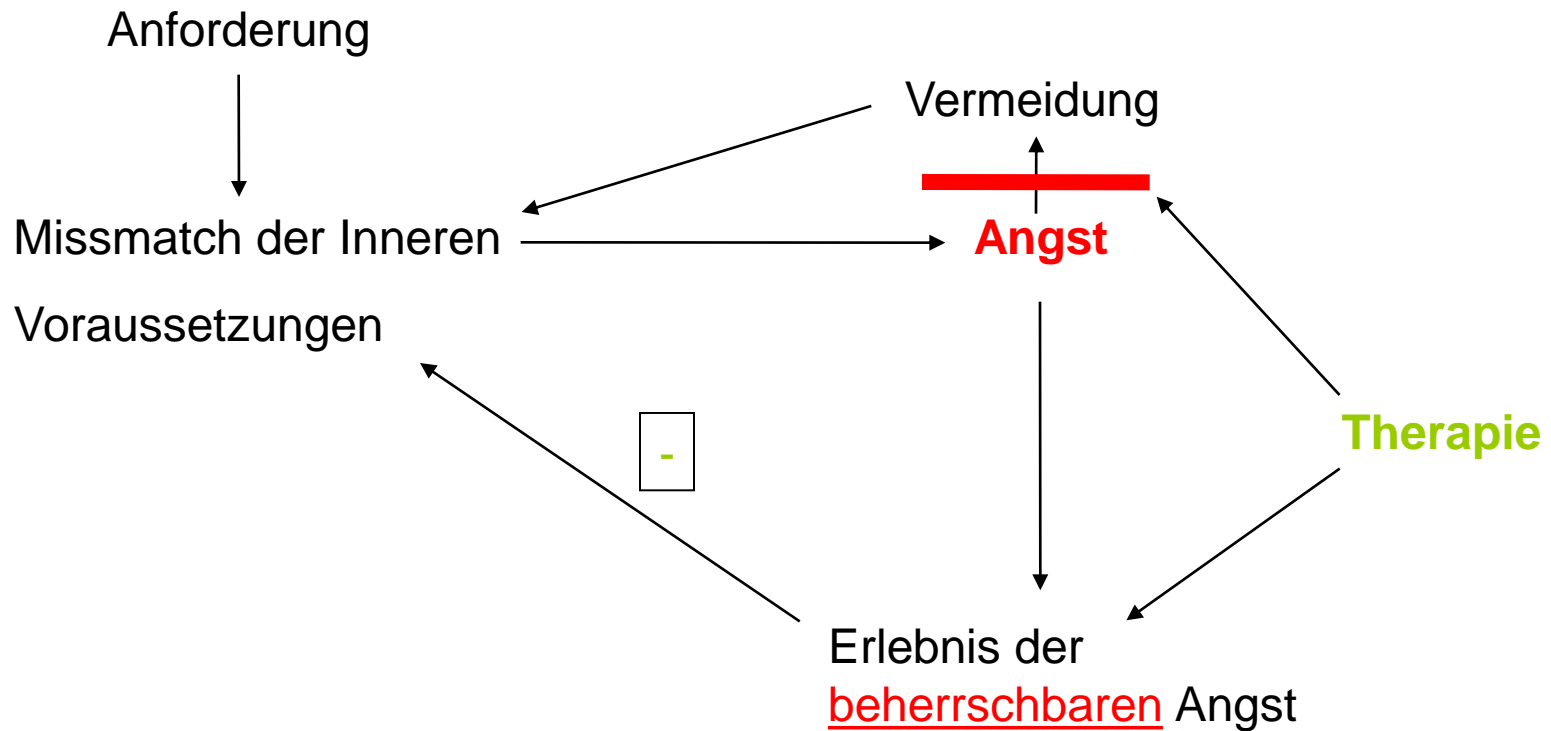 Anforderung
Vermeidung
Missmatch der Inneren
Voraussetzungen
Angst
Therapie
-
Erlebnis der
beherrschbaren Angst